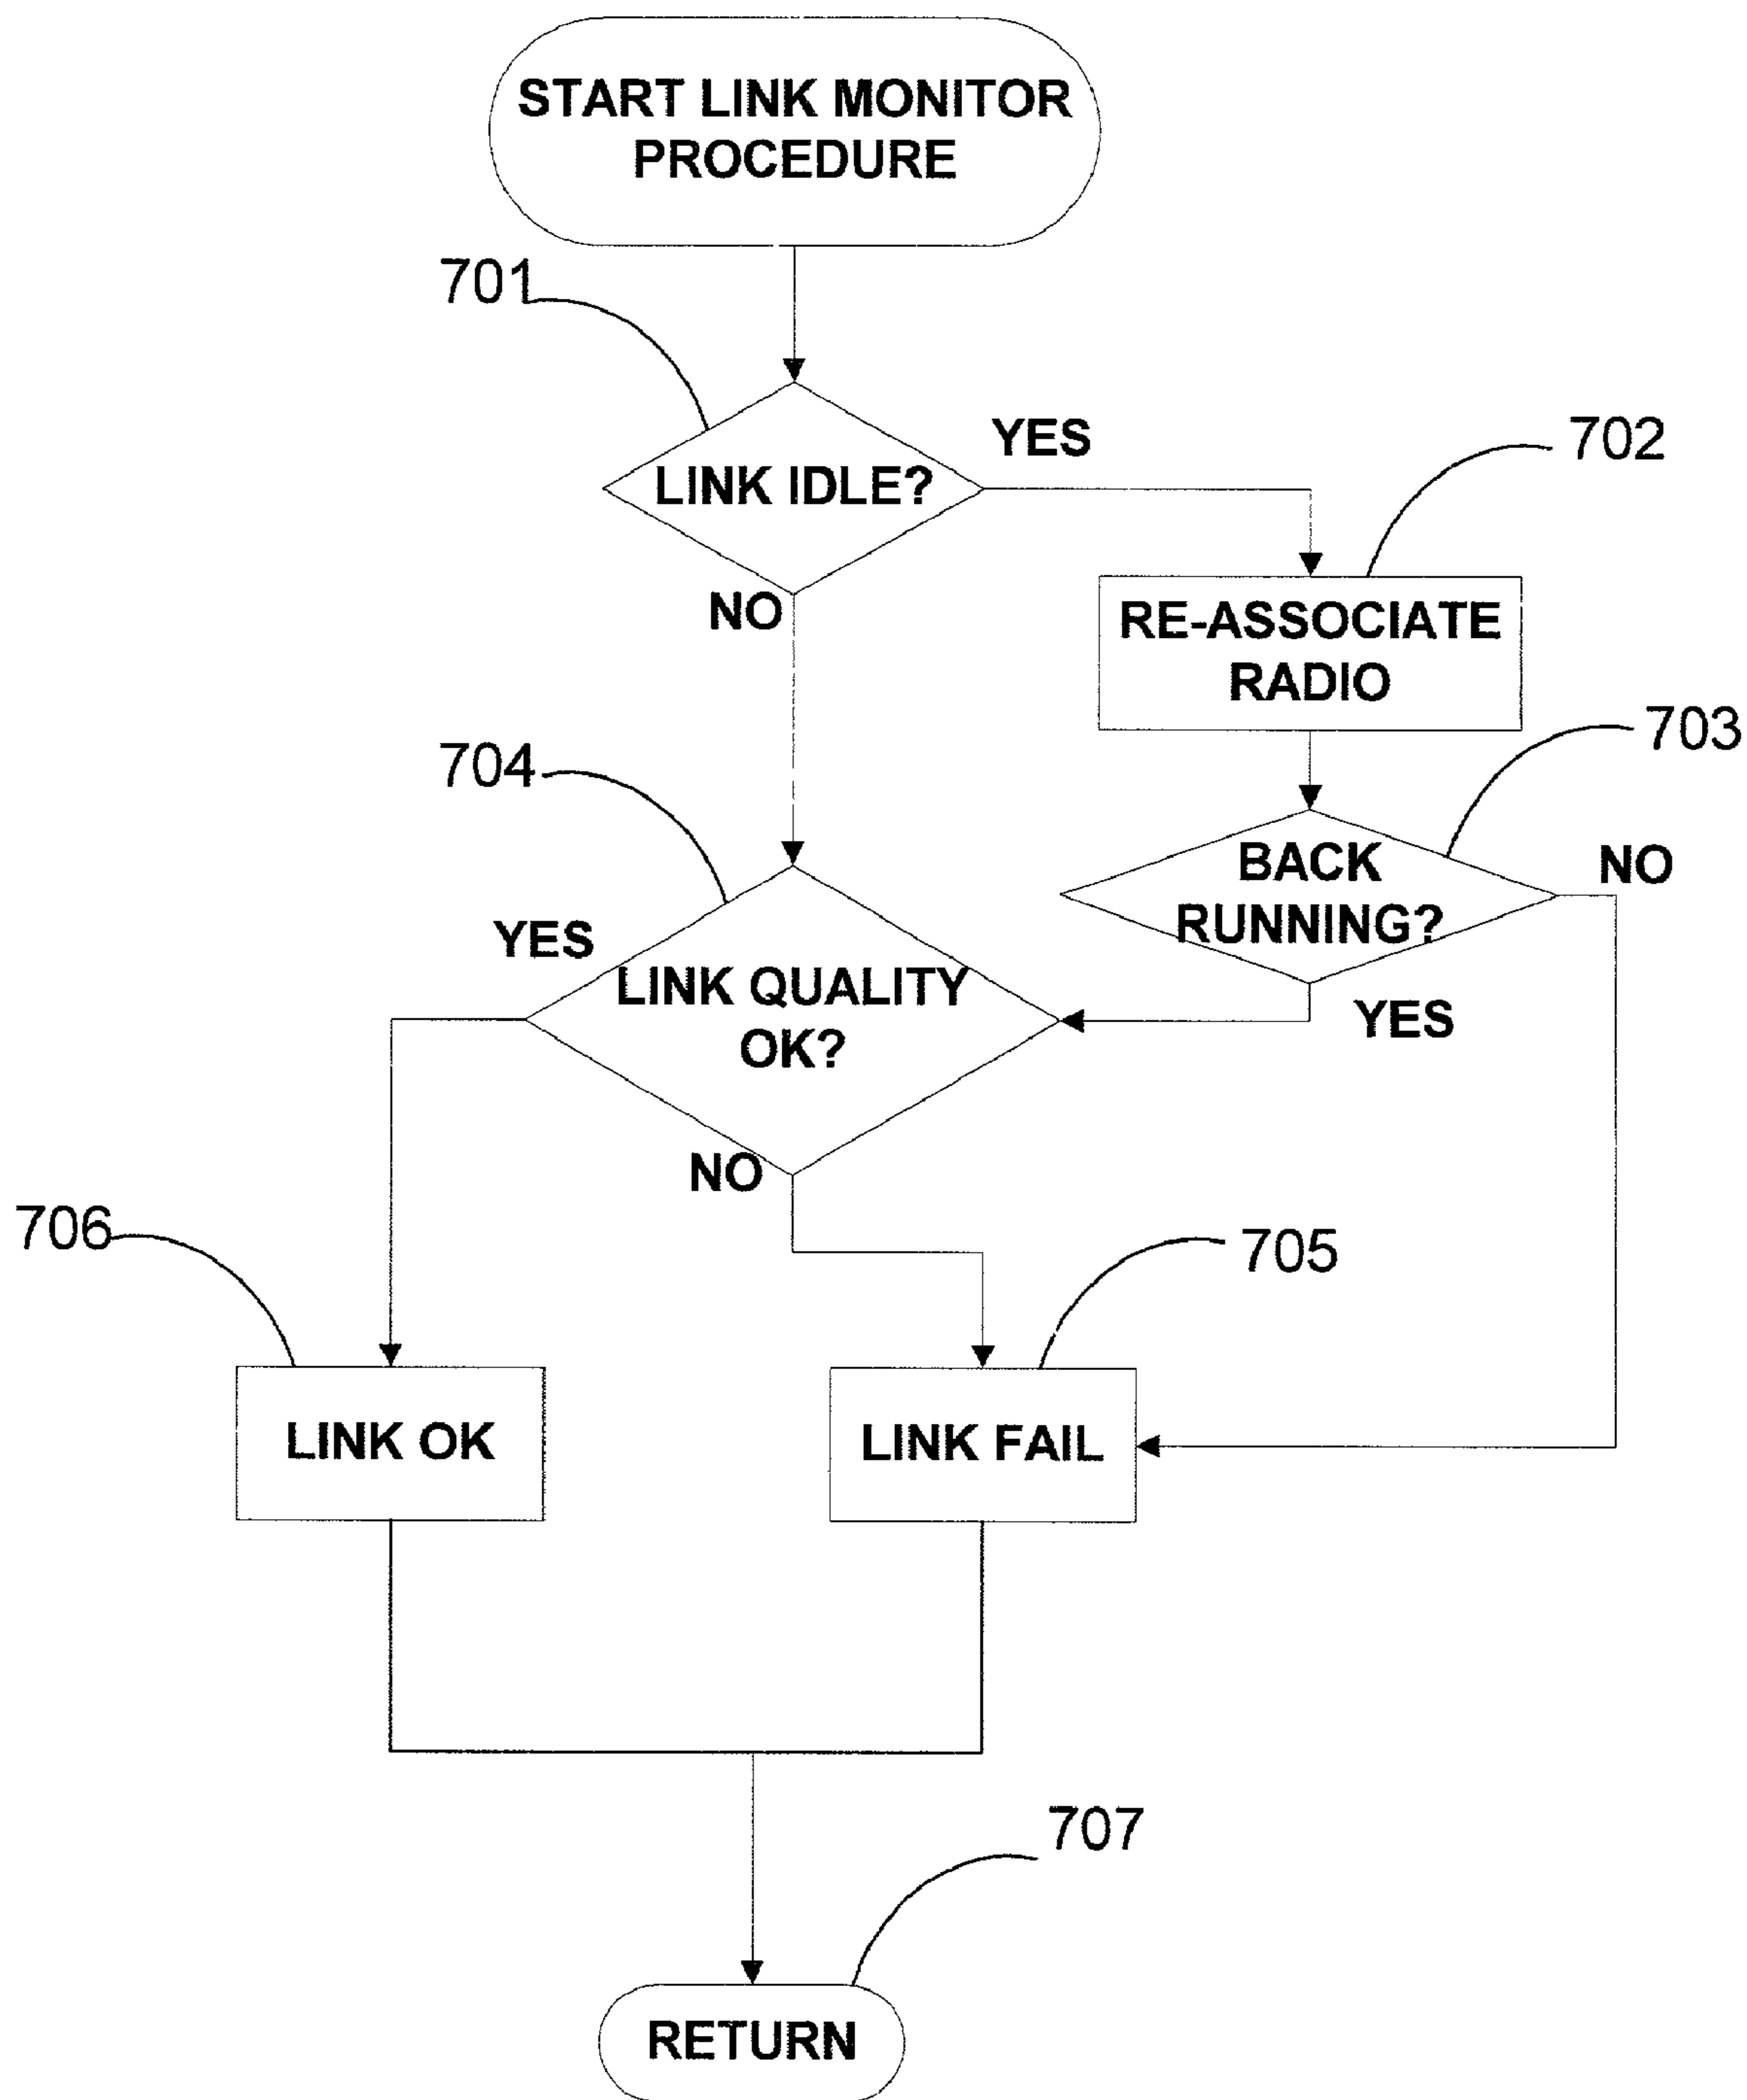 START LINK MONITOR
PROCEDURE
701
LINK IDLE?
YES
NO
702
RE-ASSOCIATE
RADIO
703
BACK
RUNNING?
NO
YES
704
YES
LINK QUALITY
OK?
NO
706
LINK OK
705
LINK FAIL
707
RETURN